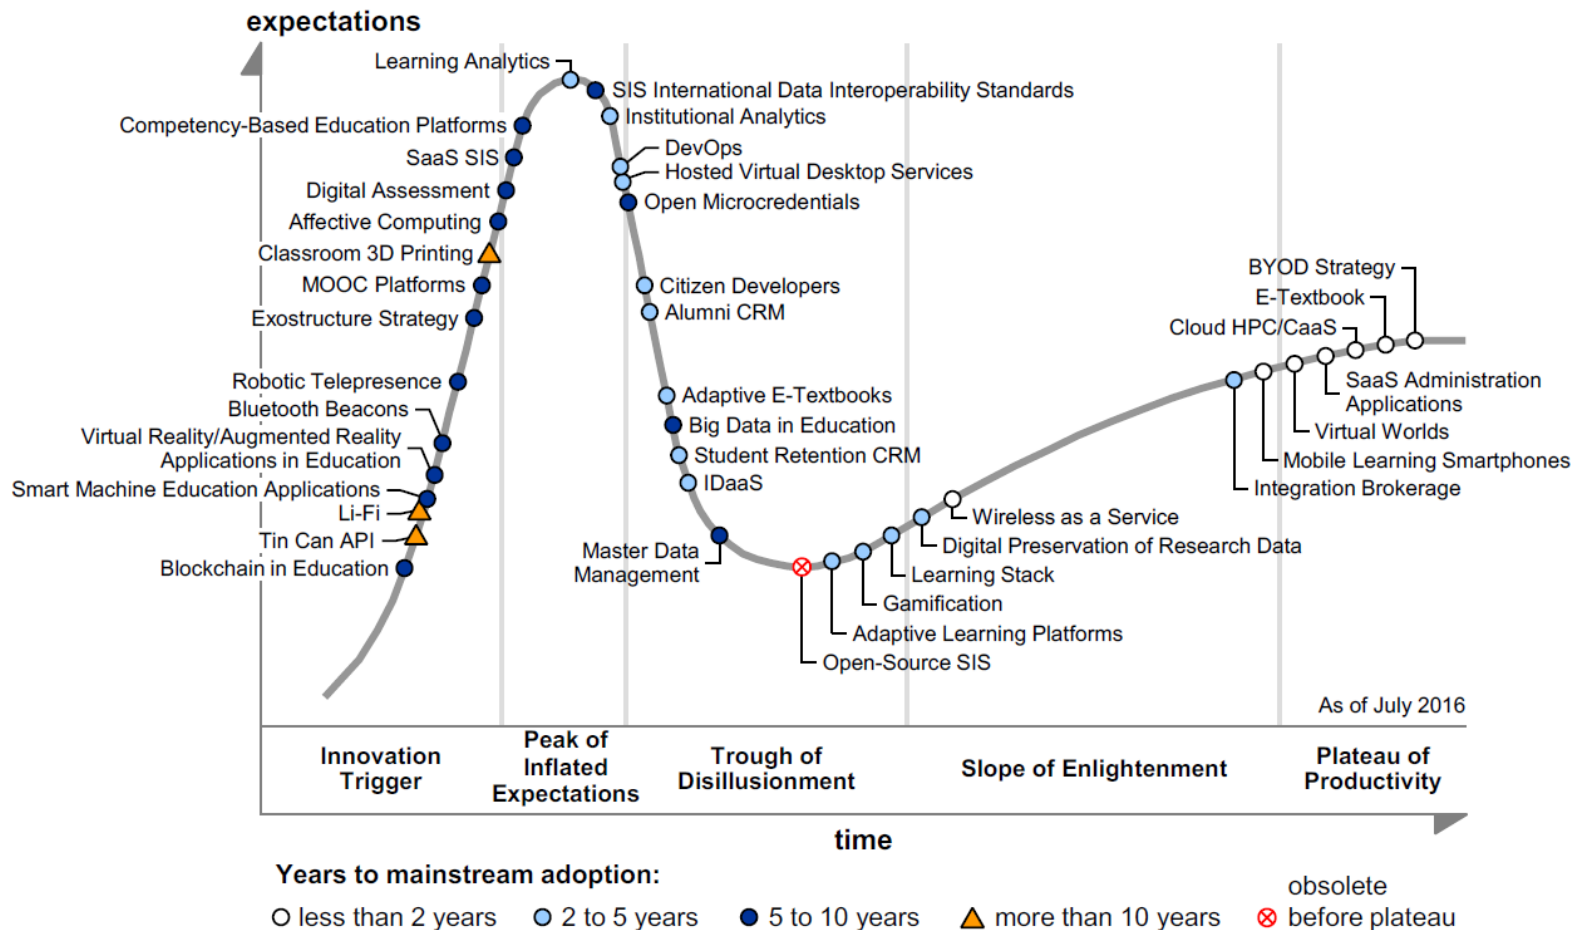 expectations
Learning Analytics
SIS International Data Interoperability Standards
Institutional Analytics
Competency-Based Education Platforms
DevOps
SaaS SIS
Hosted Virtual Desktop Services
Digital Assessment
Open Microcredentials
Affective Computing
Classroom 3D Printing
MOOC Platforms
Citizen Developers
Exostructure Strategy
Alumni CRM
BYOD Strategy
E-Textbook
Cloud HPC/CaaS
Robotic Telepresence
Adaptive E-Textbooks
SaaS Administration
Applications
Bluetooth Beacons
Big Data in Education
Virtual Worlds
Virtual Reality/Augmented Reality
Applications in Education
Student Retention CRM
Mobile Learning Smartphones
Smart Machine Education Applications
IDaaS
Integration Brokerage
Li-Fi
Wireless as a Service
Tin Can API
Master Data
Management
Digital Preservation of Research Data
Blockchain in Education
Learning Stack
Gamification
Adaptive Learning Platforms
Open-Source SIS
As of July 2016
Innovation
Trigger
Peak of
Inflated
Expectations
Trough of
Disillusionment
Slope of Enlightenment
Plateau of
Productivity
time
Years to mainstream adoption:
less than 2 years
2 to 5 years
5 to 10 years
more than 10 years
obsolete
before plateau